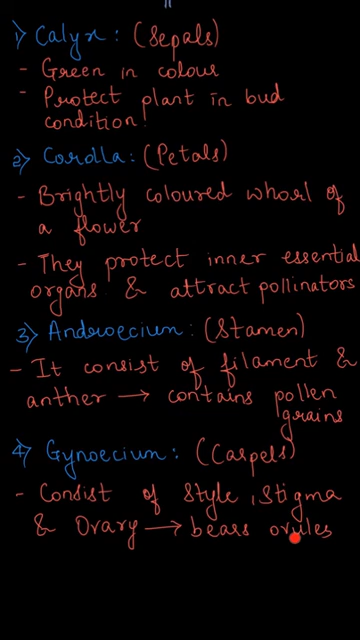 1) Calyx : (Sepals)
- Green in colour
- Protect plant in bud
condition.
2) Corolla : (Petals)
- Brightly coloured whorl of
a flower
- They protect inner essential
organs & attract pollinators
3) Androecium : (Stamen)
- It consist of filament &
anther → contains pollen
grains
4) Gynoecium : (Carpels)
- Consist of Style, Stigma
& Ovary → bears ovules